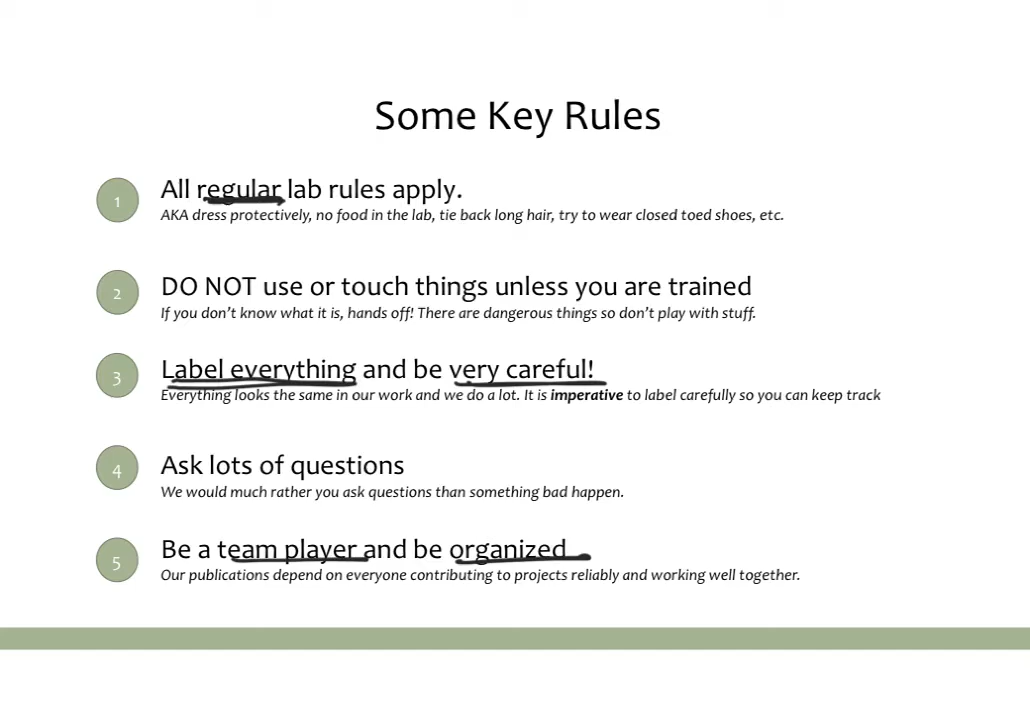 Some Key Rules
1
All regular lab rules apply.
AKA dress protectively, no food in the lab, tie back long hair, try to wear closed toed shoes, etc.
2
DO NOT use or touch things unless you are trained
If you don't know what it is, hands off! There are dangerous things so don't play with stuff.
3
Label everything and be very careful!
Everything looks the same in our work and we do a lot. It is imperative to label carefully so you can keep track
4
Ask lots of questions
We would much rather you ask questions than something bad happen.
5
Be a team player and be organized
Our publications depend on everyone contributing to projects reliably and working well together.